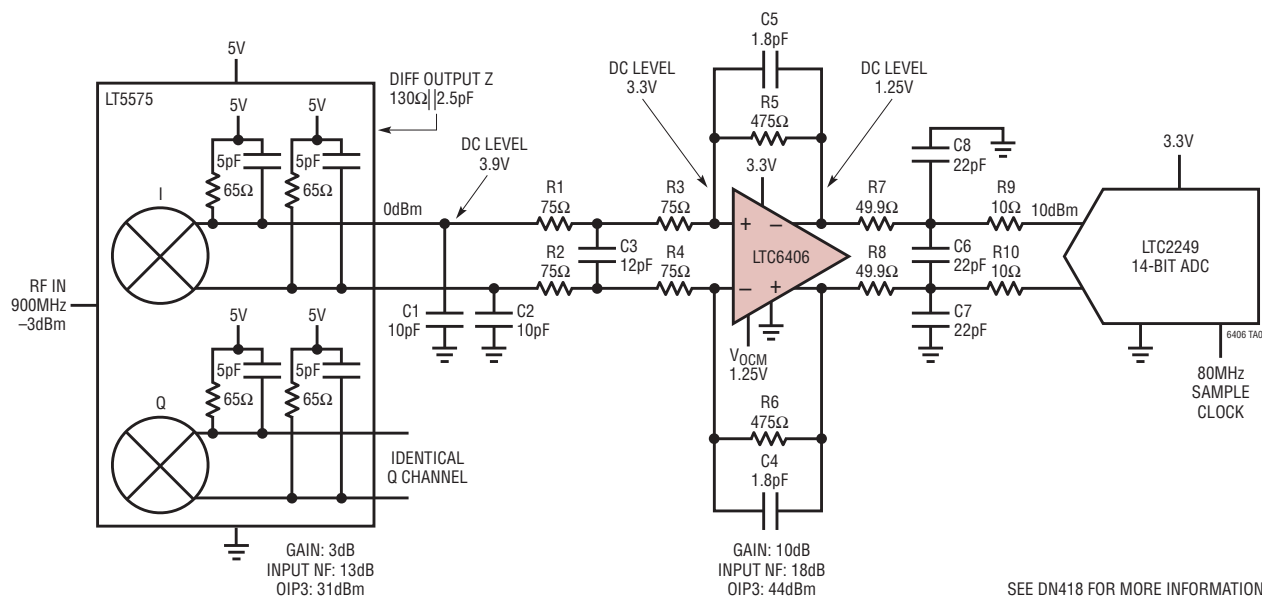 C5
1.8pF
5V
DC LEVEL
3.3V
DC LEVEL
1.25V
LT5575
DIFF OUTPUT Z
130Ω||2.5pF
R5
475Ω
5V
5V
DC LEVEL
3.9V
C8
22pF
3.3V
5pF
5pF
65Ω
65Ω
I
3.3V
0dBm
R1
75Ω
R3
75Ω
R7
49.9Ω
R9
10Ω
10dBm
+ –
LTC6406
– +
C3
12pF
C6
22pF
LTC2249
14-BIT ADC
R2
75Ω
R4
75Ω
R8
49.9Ω
R10
10Ω
RF IN
900MHz
–3dBm
C1
10pF
C2
10pF
C7
22pF
VOCM
1.25V
6406 TA0
80MHz
SAMPLE
CLOCK
5V
5V
5pF
5pF
65Ω
65Ω
Q
IDENTICAL
Q CHANNEL
R6
475Ω
C4
1.8pF
GAIN: 3dB
INPUT NF: 13dB
OIP3: 31dBm
GAIN: 10dB
INPUT NF: 18dB
OIP3: 44dBm
SEE DN418 FOR MORE INFORMATION